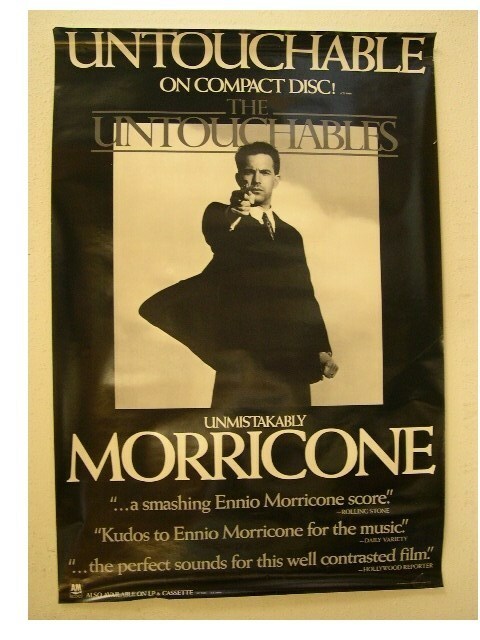 UNTOUCHABLE
ON COMPACT DISC!
THE
UNTOUCHABLES
UNMISTAKABLY
MORRICONE
“...a smashing Ennio Morricone score.”
—ROLLING STONE
“Kudos to Ennio Morricone for the music.”
—DAILY VARIETY
“...the perfect sounds for this well contrasted film.”
—HOLLYWOOD REPORTER
A&M
ALSO AVAILABLE ON LP & CASSETTE